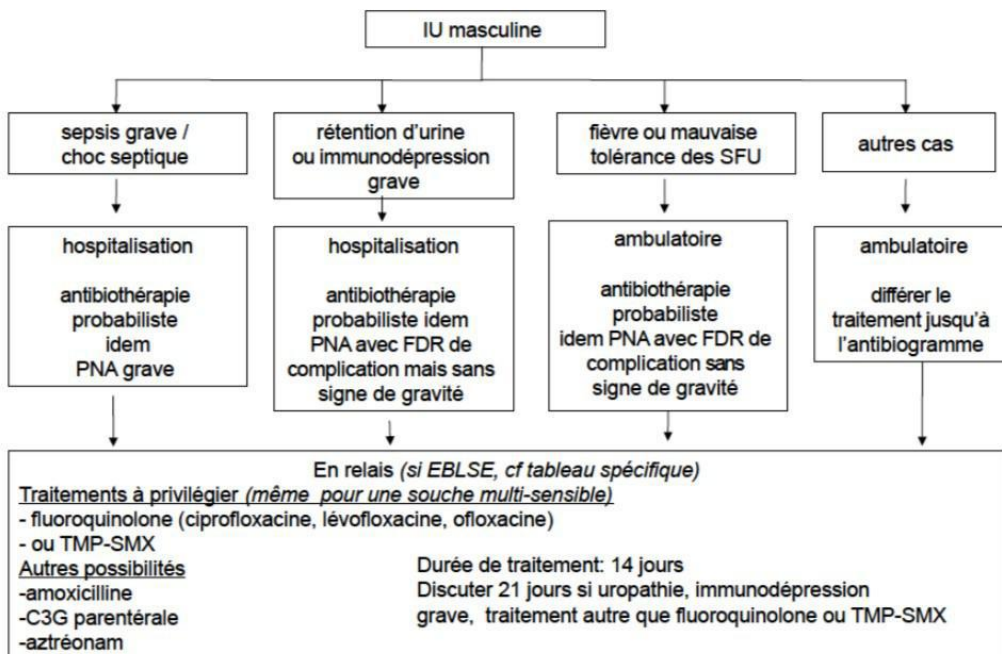 IU masculine
sepsis grave /
choc septique
rétention d'urine
ou immunodépression
grave
fièvre ou mauvaise
tolérance des SFU
autres cas
hospitalisation
antibiothérapie
probabiliste
idem
PNA grave
hospitalisation
antibiothérapie
probabiliste idem
PNA avec FDR de
complication mais sans
signe de gravité
ambulatoire
antibiothérapie
probabiliste
idem PNA avec FDR de
complication sans
signe de gravité
ambulatoire
différer le
traitement jusqu'à
l'antibiogramme
En relais (si EBLSE, cf tableau spécifique)
Traitements à privilégier (même pour une souche multi-sensible)
- fluoroquinolone (ciprofloxacine, lévofloxacine, ofloxacine)
- ou TMP-SMX
Autres possibilités
-amoxicilline
-C3G parentérale
-aztréonam
Durée de traitement: 14 jours
Discuter 21 jours si uropathie, immunodépression
grave, traitement autre que fluoroquinolone ou TMP-SMX